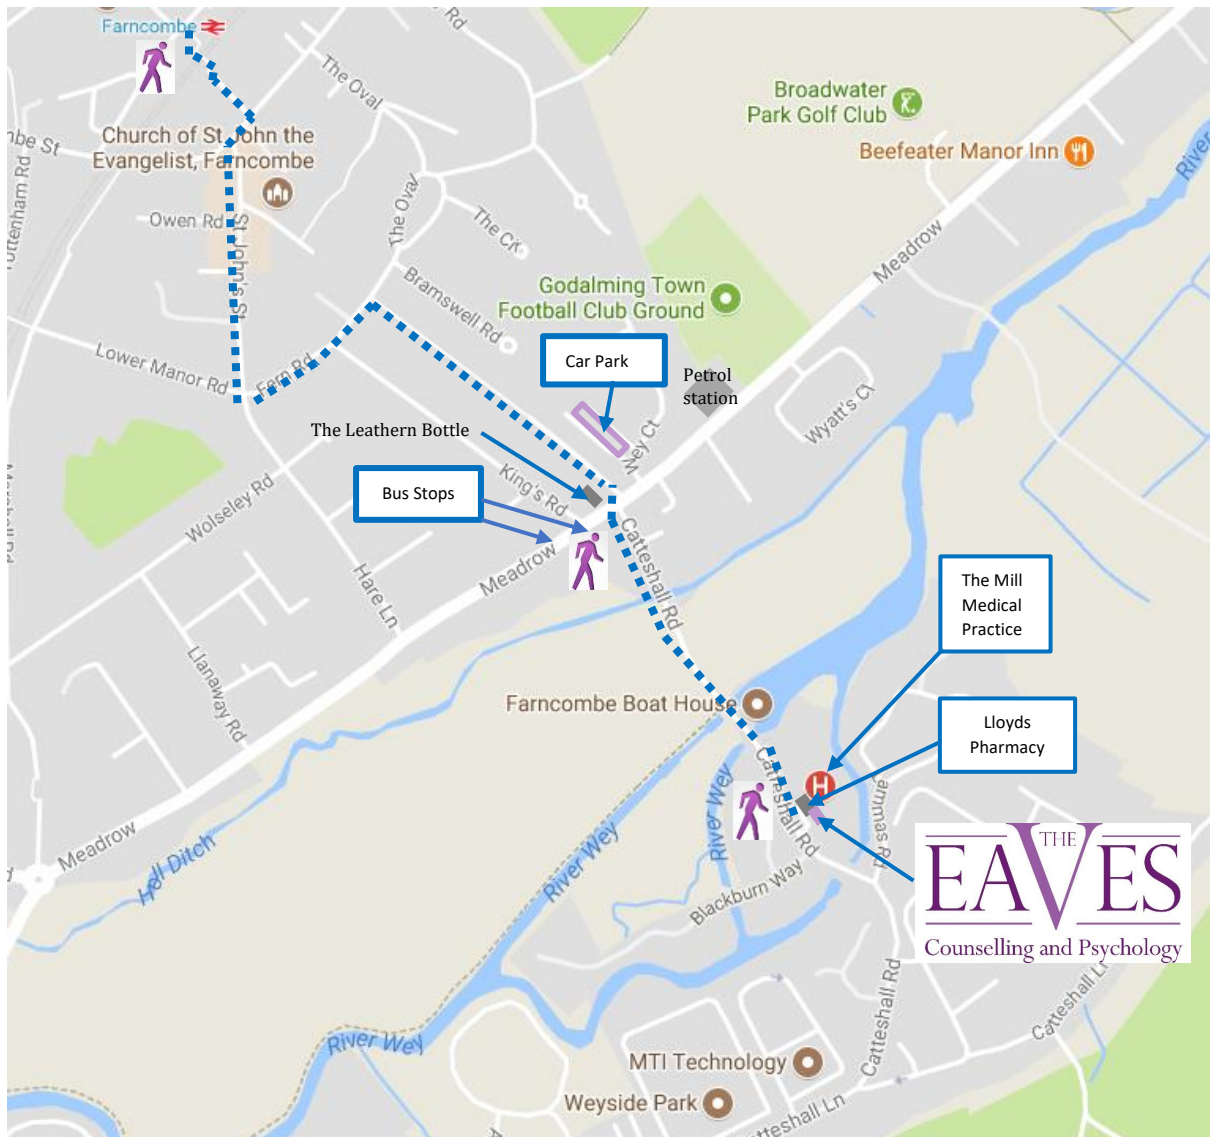 Farncombe
The Oval
Church of St John the
Evangelist, Farncombe
Owen Rd
St John's St
The Oval
Bramswell Rd
Broadwater
Park Golf Club
Beefeater Manor Inn
River
Meadrow
Godalming Town
Football Club Ground
Car Park
Petrol
station
Lower Manor Rd
Fern Rd
The Leathern Bottle
Wey Ct
Wyatt's Cl
King's Rd
Bus Stops
Wolseley Rd
Meadrow
Catteshall Rd
Hare Ln
Llanaway Rd
The Mill
Medical
Practice
Farncombe Boat House
Lloyds
Pharmacy
H
Catteshall Rd
River Wey
Meadrow
Hell Ditch
River Wey
Blackburn Way
THE
EAVES
Counselling and Psychology
Catteshall Rd
Catteshall Ln
River Wey
MTI Technology
Weyside Park
Catteshall Ln